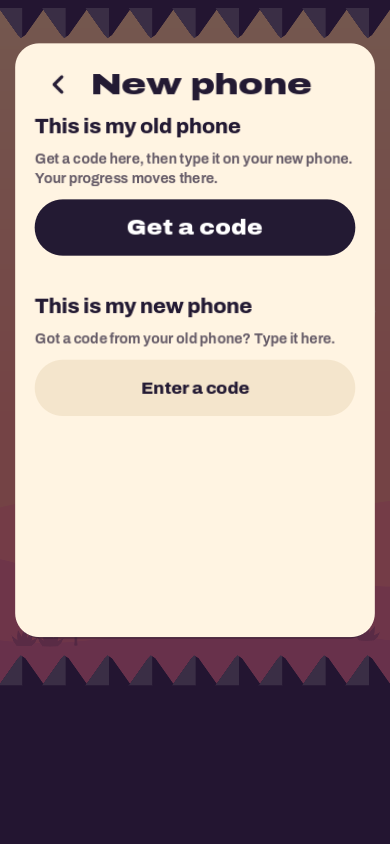 New phone
This is my old phone
Get a code here, then type it on your new phone.
Your progress moves there.
Get a code
This is my new phone
Got a code from your old phone? Type it here.
Enter a code